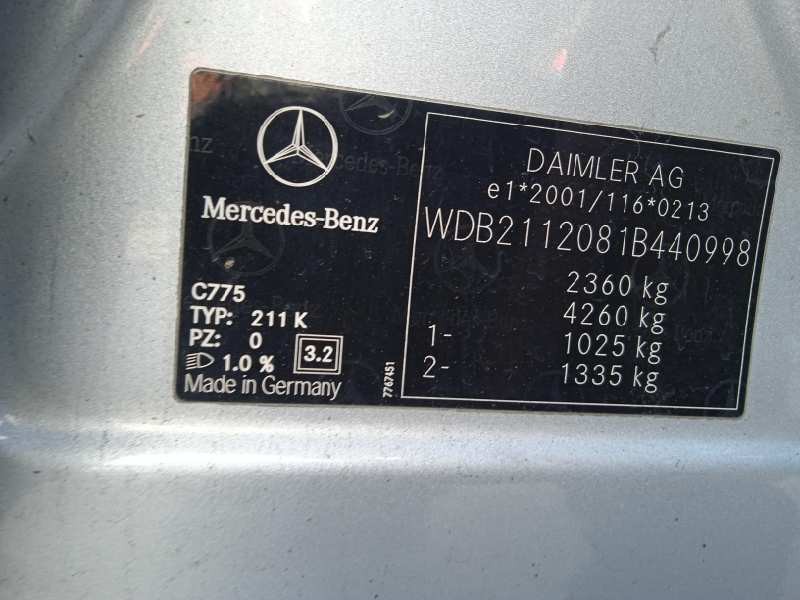 Mercedes-Benz
C775
TYP: 211 K
PZ: 0
1.0 %
3.2
Made in Germany
7767451
DAIMLER AG
e1*2001/116*0213
WDB2112081B440998
2360 kg
4260 kg
1- 1025 kg
2- 1335 kg